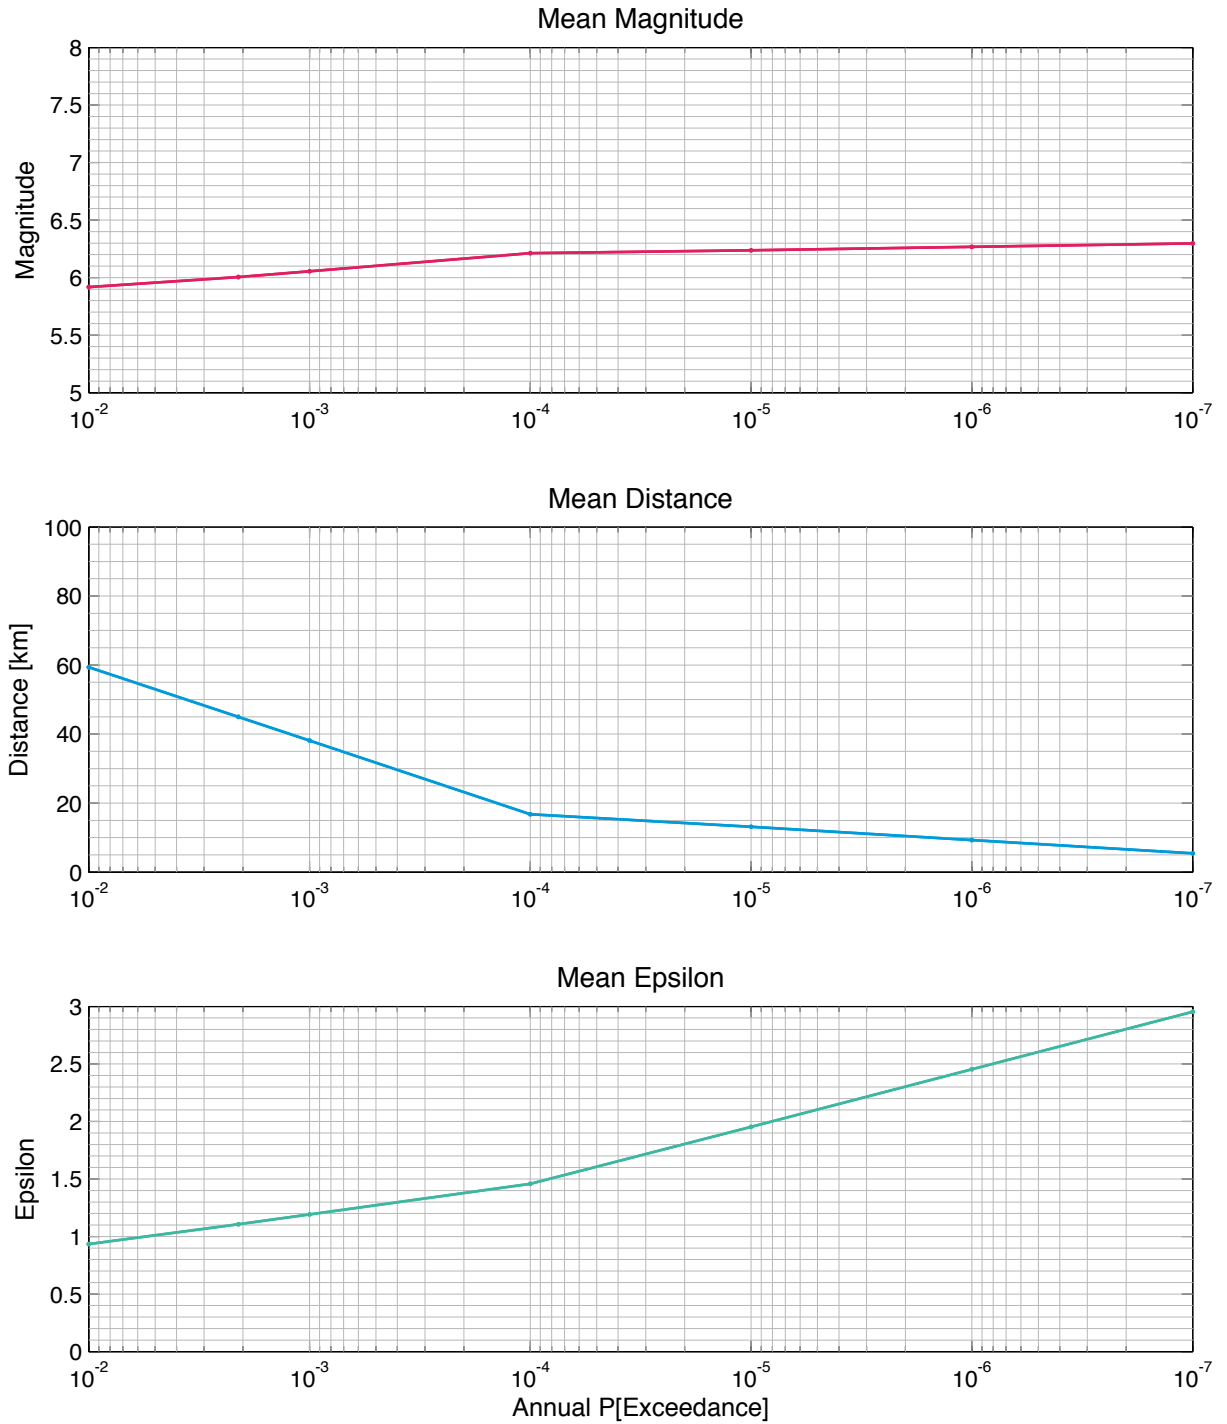 Mean Magnitude
Magnitude
8
7.5
7
6.5
6
5.5
5
10^-2 10^-3 10^-4 10^-5 10^-6 10^-7
Mean Distance
Distance [km]
100
80
60
40
20
0
10^-2 10^-3 10^-4 10^-5 10^-6 10^-7
Mean Epsilon
Epsilon
3
2.5
2
1.5
1
0.5
0
10^-2 10^-3 10^-4 10^-5 10^-6 10^-7
Annual P[Exceedance]